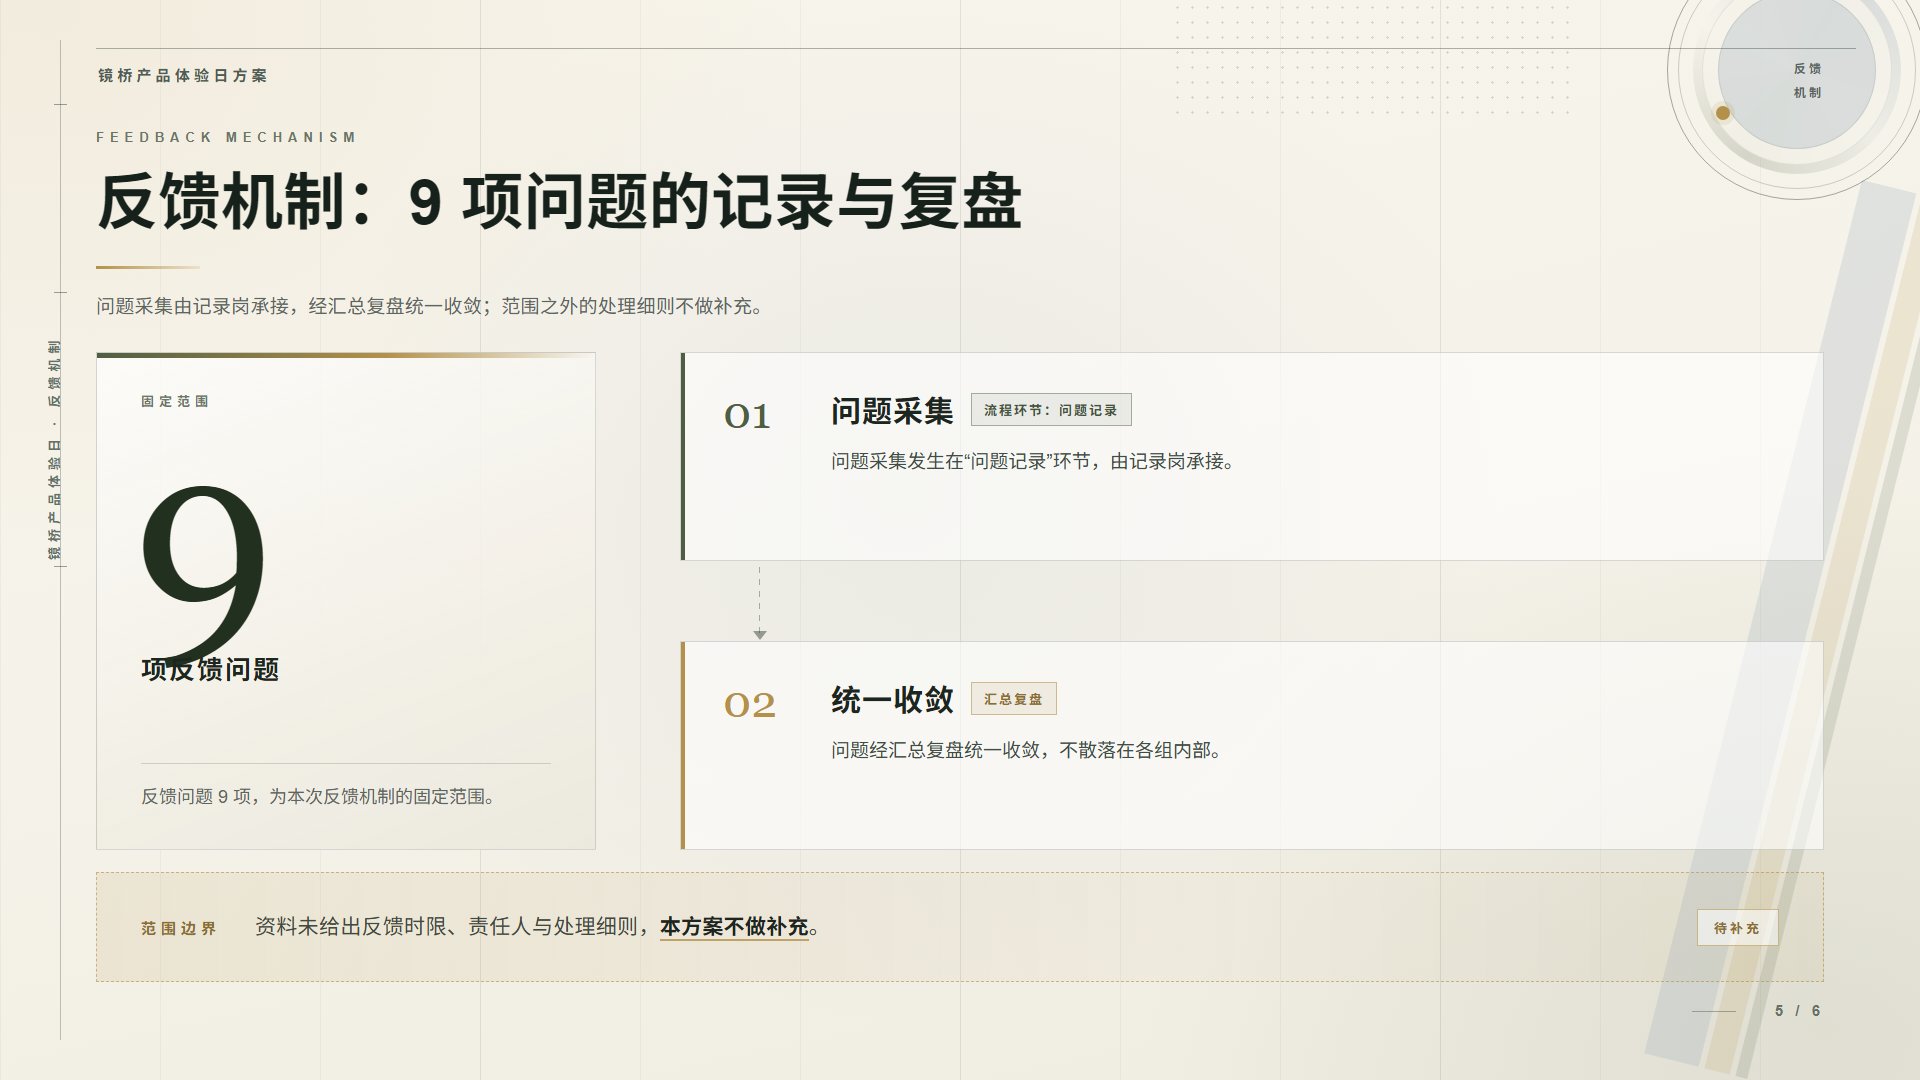 镜桥产品体验日方案
反馈
机制
FEEDBACK MECHANISM
反馈机制：9 项问题的记录与复盘
问题采集由记录岗承接，经汇总复盘统一收敛；范围之外的处理细则不做补充。
镜桥产品体验日 · 反馈机制
固定范围
9
项反馈问题
反馈问题 9 项，为本次反馈机制的固定范围。
01
问题采集
流程环节：问题记录
问题采集发生在“问题记录”环节，由记录岗承接。
02
统一收敛
汇总复盘
问题经汇总复盘统一收敛，不散落在各组内部。
范围边界
资料未给出反馈时限、责任人与处理细则，本方案不做补充。
待补充
5 / 6